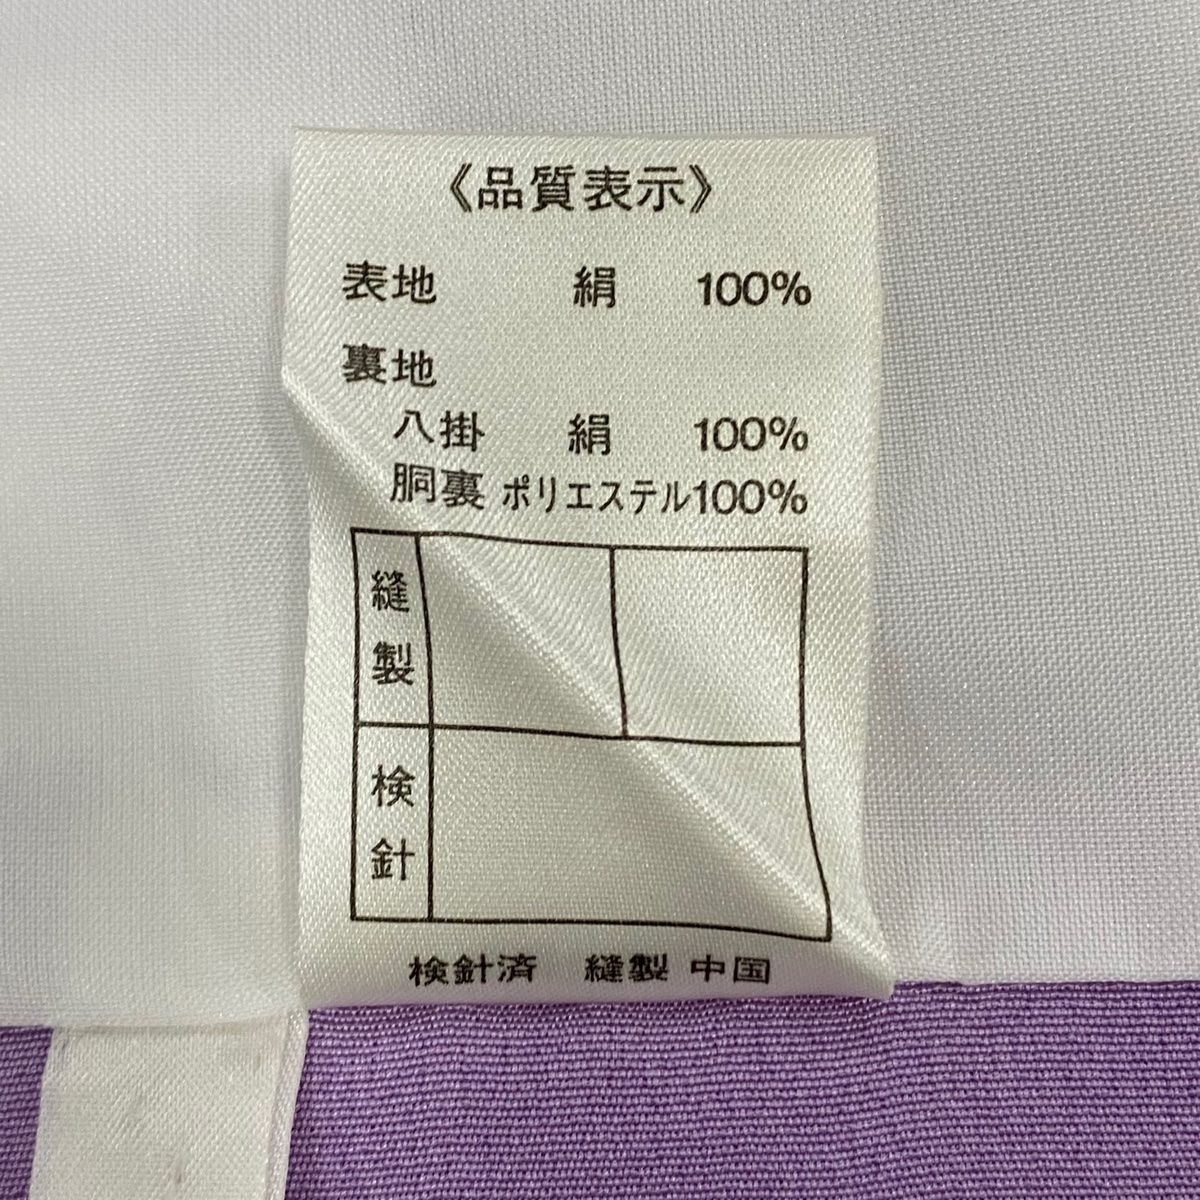 《品質表示》
表地 絹 100%
裏地
八掛 絹 100%
胴裏 ポリエステル100%
縫製
検針
検針済 縫製 中国